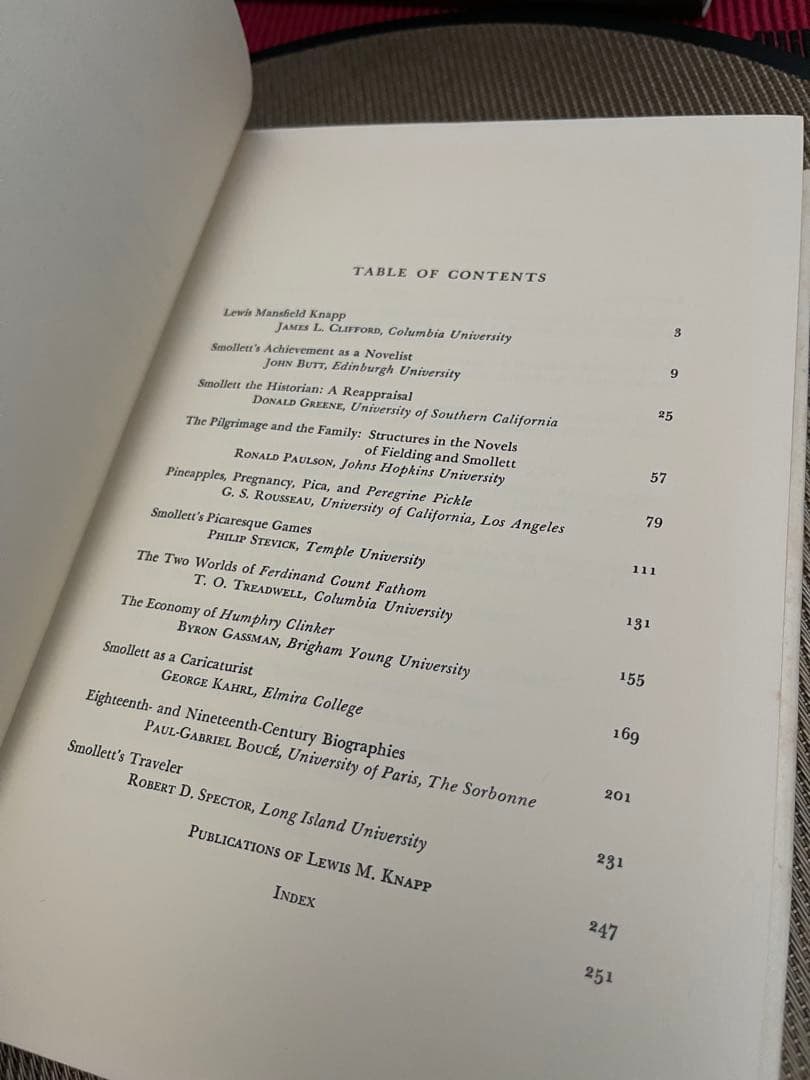 TABLE OF CONTENTS
Lewis Mansfield Knapp
JAMES L. CLIFFORD, Columbia University 3
Smollett's Achievement as a Novelist
JOHN BUTT, Edinburgh University 9
Smollett the Historian: A Reappraisal
DONALD GREENE, University of Southern California 25
The Pilgrimage and the Family: Structures in the Novels
of Fielding and Smollett
RONALD PAULSON, Johns Hopkins University 57
Pineapples, Pregnancy, Pica, and Peregrine Pickle
G. S. ROUSSEAU, University of California, Los Angeles 79
Smollett's Picaresque Games
PHILIP STEVICK, Temple University 111
The Two Worlds of Ferdinand Count Fathom
T. O. TREADWELL, Columbia University 131
The Economy of Humphry Clinker
BYRON GASSMAN, Brigham Young University 155
Smollett as a Caricaturist
GEORGE KAHRL, Elmira College 169
Eighteenth- and Nineteenth-Century Biographies
PAUL-GABRIEL BOUCÉ, University of Paris, The Sorbonne 201
Smollett's Traveler
ROBERT D. SPECTOR, Long Island University 231
PUBLICATIONS OF LEWIS M. KNAPP 247
INDEX 251